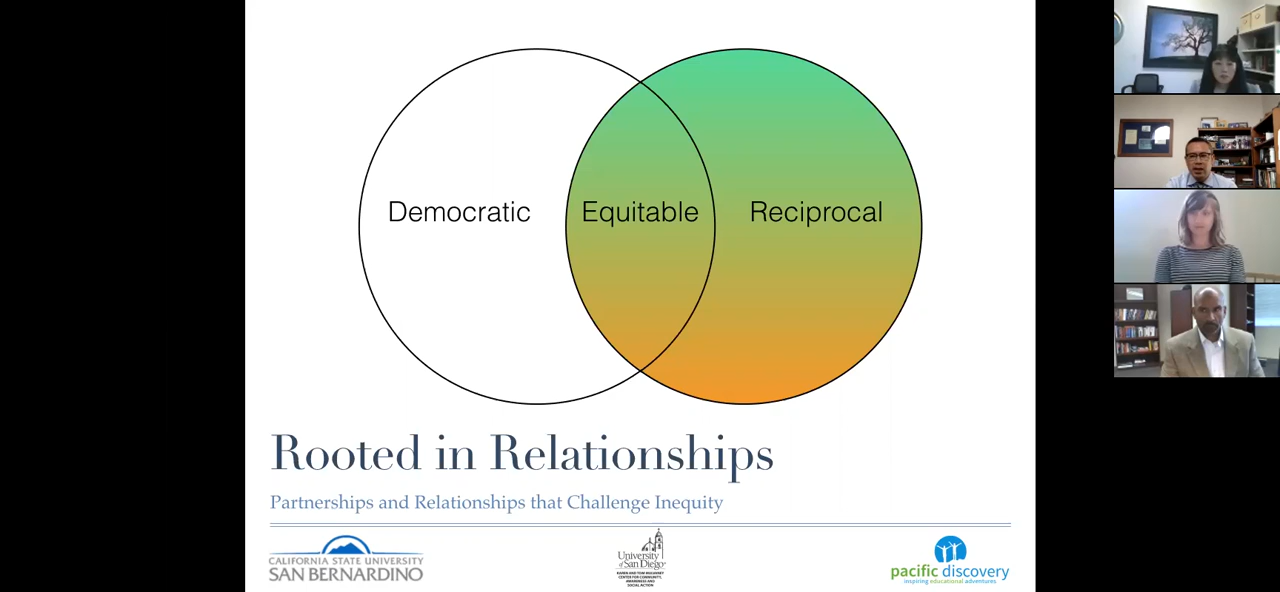 Democratic
Equitable
Reciprocal
Rooted in Relationships
Partnerships and Relationships that Challenge Inequity
CALIFORNIA STATE UNIVERSITY
SAN BERNARDINO
University
of San Diego
KAREN AND TOM MULVANEY
CENTER FOR COMMUNITY,
AWARENESS AND
SOCIAL ACTION
pacific discovery
inspiring educational adventures